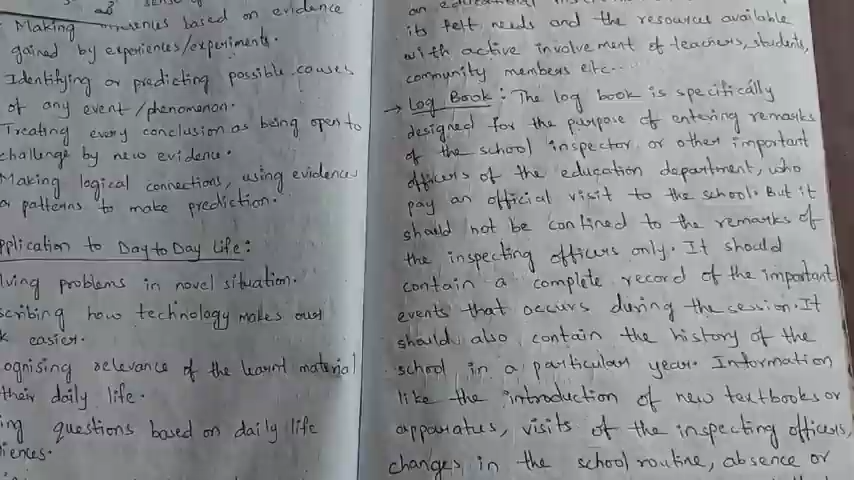 Making based on evidence
gained by experiences/experiments.
Identifying or predicting possible causes
of any event/phenomenon.
Treating every conclusion as being open to
challenge by new evidence.
Making logical connections, using evidences
or patterns to make prediction.
pplication to Day to Day Life:
lving problems in novel situation.
scribing how technology makes our
k easier.
ognising relevance of the learnt material
their daily life.
ing questions based on daily life
iences.
its felt needs and the resources available
with active involvement of teachers, students,
community members etc..
→ Log Book: The log book is specifically
designed for the purpose of entering remarks
of the school inspector or other important
officers of the education department, who
pay an official visit to the school. But it
should not be confined to the remarks of
the inspecting officers only. It should
contain a complete record of the important
events that occurs during the session. It
should also contain the history of the
school in a particular year. Information
like the introduction of new textbooks or
apparatus, visits of the inspecting officers,
changes in the school routine, absence or